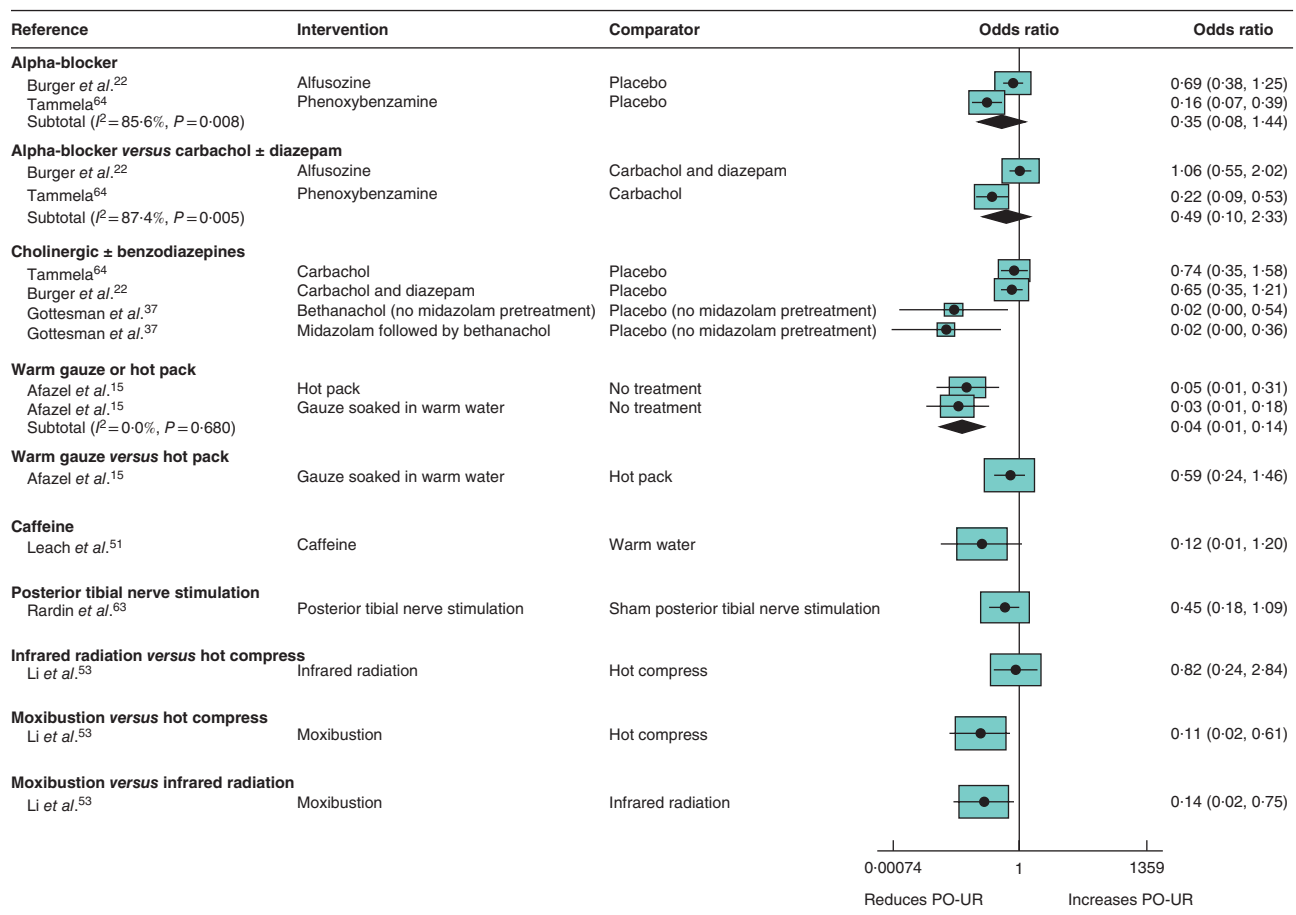 Reference Intervention Comparator Odds ratio Odds ratio
Alpha-blocker
Burger et al.22 Alfusozine Placebo 0·69 (0·38, 1·25)
Tammela64 Phenoxybenzamine Placebo 0·16 (0·07, 0·39)
Subtotal (I2 = 85·6%, P = 0·008) 0·35 (0·08, 1·44)
Alpha-blocker versus carbachol ± diazepam
Burger et al.22 Alfusozine Carbachol and diazepam 1·06 (0·55, 2·02)
Tammela64 Phenoxybenzamine Carbachol 0·22 (0·09, 0·53)
Subtotal (I2 = 87·4%, P = 0·005) 0·49 (0·10, 2·33)
Cholinergic ± benzodiazepines
Tammela64 Carbachol Placebo 0·74 (0·35, 1·58)
Burger et al.22 Carbachol and diazepam Placebo 0·65 (0·35, 1·21)
Gottesman et al.37 Bethanachol (no midazolam pretreatment) Placebo (no midazolam pretreatment) 0·02 (0·00, 0·54)
Gottesman et al.37 Midazolam followed by bethanachol Placebo (no midazolam pretreatment) 0·02 (0·00, 0·36)
Warm gauze or hot pack
Afazel et al.15 Hot pack No treatment 0·05 (0·01, 0·31)
Afazel et al.15 Gauze soaked in warm water No treatment 0·03 (0·01, 0·18)
Subtotal (I2 = 0·0%, P = 0·680) 0·04 (0·01, 0·14)
Warm gauze versus hot pack
Afazel et al.15 Gauze soaked in warm water Hot pack 0·59 (0·24, 1·46)
Caffeine
Leach et al.51 Caffeine Warm water 0·12 (0·01, 1·20)
Posterior tibial nerve stimulation
Rardin et al.63 Posterior tibial nerve stimulation Sham posterior tibial nerve stimulation 0·45 (0·18, 1·09)
Infrared radiation versus hot compress
Li et al.53 Infrared radiation Hot compress 0·82 (0·24, 2·84)
Moxibustion versus hot compress
Li et al.53 Moxibustion Hot compress 0·11 (0·02, 0·61)
Moxibustion versus infrared radiation
Li et al.53 Moxibustion Infrared radiation 0·14 (0·02, 0·75)
0·00074 1 1359
Reduces PO-UR Increases PO-UR